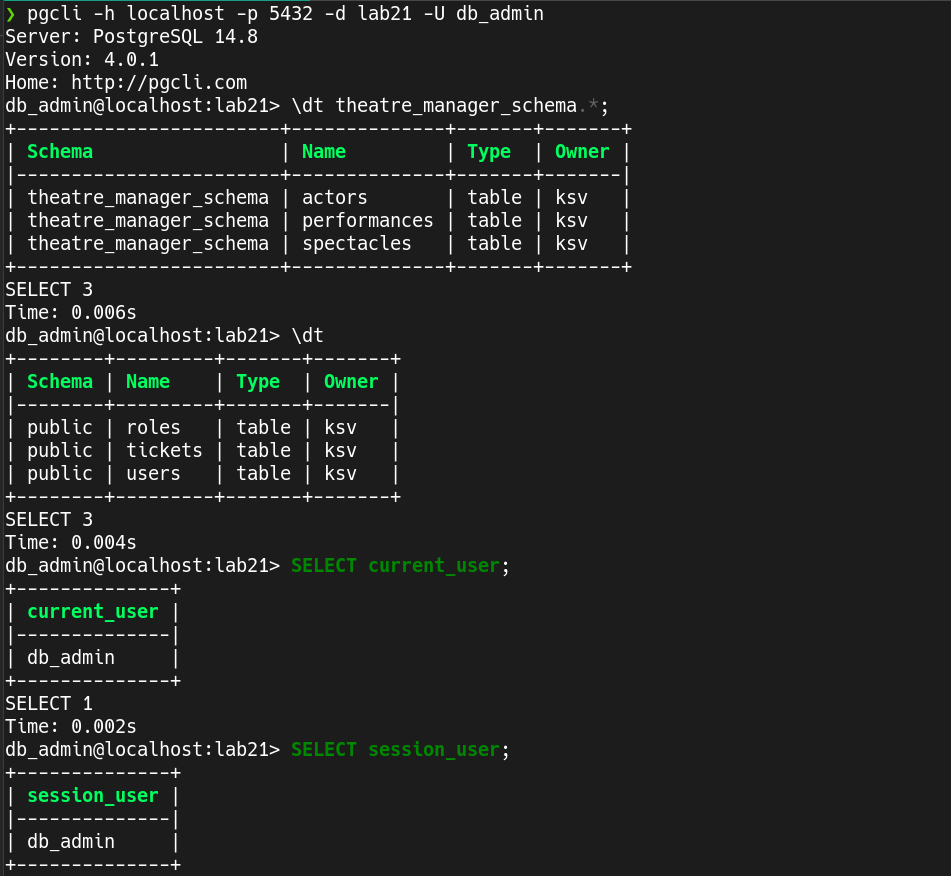 ❯ pgcli -h localhost -p 5432 -d lab21 -U db_admin
Server: PostgreSQL 14.8
Version: 4.0.1
Home: http://pgcli.com
db_admin@localhost:lab21> \dt theatre_manager_schema.*;
+------------------------+--------------+-------+-------+
| Schema                 | Name         | Type  | Owner |
|------------------------+--------------+-------+-------|
| theatre_manager_schema | actors       | table | ksv   |
| theatre_manager_schema | performances | table | ksv   |
| theatre_manager_schema | spectacles   | table | ksv   |
+------------------------+--------------+-------+-------+
SELECT 3
Time: 0.006s
db_admin@localhost:lab21> \dt
+--------+---------+-------+-------+
| Schema | Name    | Type  | Owner |
|--------+---------+-------+-------|
| public | roles   | table | ksv   |
| public | tickets | table | ksv   |
| public | users   | table | ksv   |
+--------+---------+-------+-------+
SELECT 3
Time: 0.004s
db_admin@localhost:lab21> SELECT current_user;
+--------------+
| current_user |
|--------------|
| db_admin     |
+--------------+
SELECT 1
Time: 0.002s
db_admin@localhost:lab21> SELECT session_user;
+--------------+
| session_user |
|--------------|
| db_admin     |
+--------------+